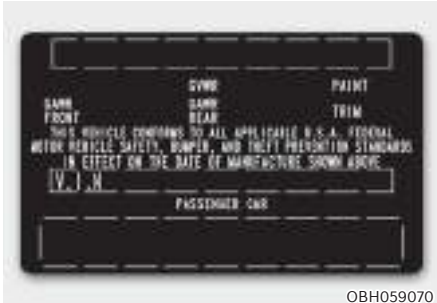 GVWR PAINT
GAWR GAWR TRIM
FRONT REAR
THIS VEHICLE CONFORMS TO ALL APPLICABLE U.S.A. FEDERAL
MOTOR VEHICLE SAFETY, BUMPER, AND THEFT PREVENTION STANDARDS
IN EFFECT ON THE DATE OF MANUFACTURE SHOWN ABOVE
V.I.N
PASSENGER CAR
OBH059070